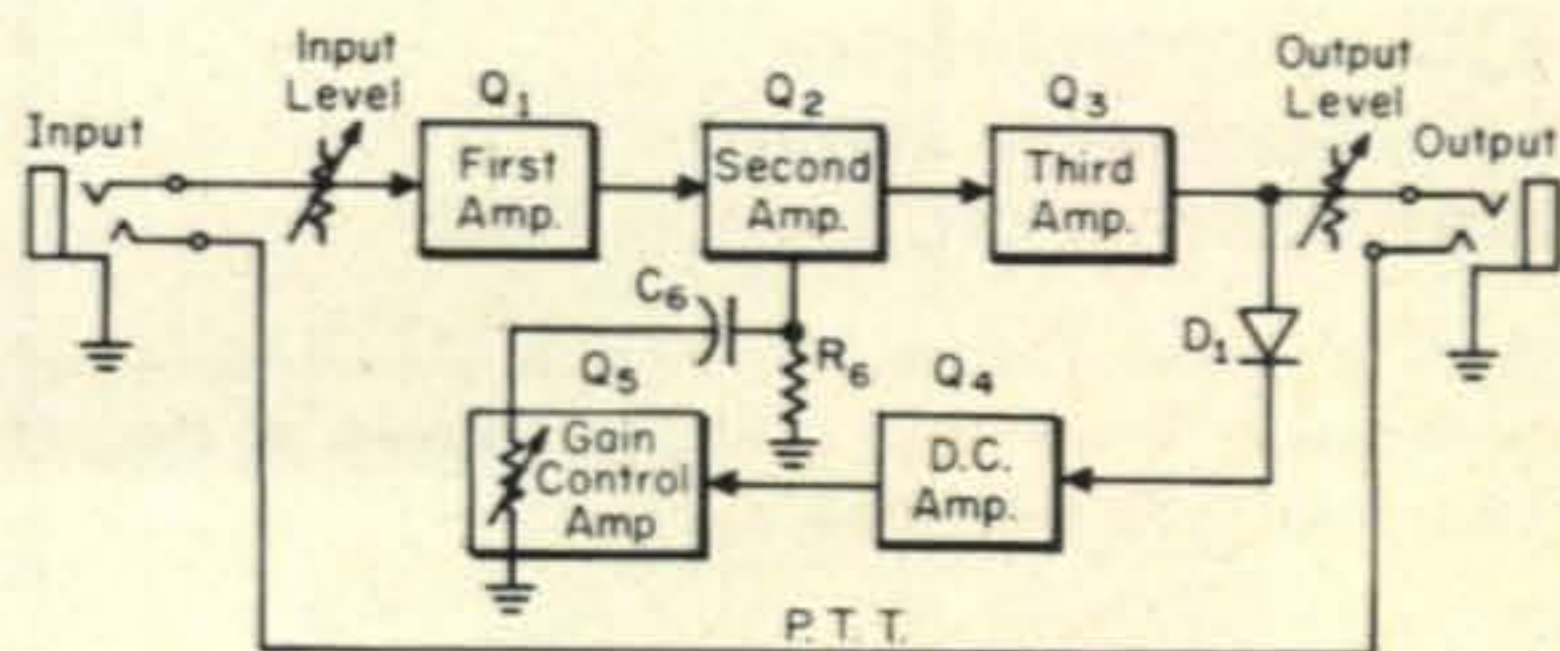 Input
Input
Level
Q1
First
Amp.
Q2
Second
Amp.
Q3
Third
Amp.
Output
Level
Output
C6
R6
D1
Q5
Gain
Control
Amp
Q4
D.C.
Amp.
P.T.T.